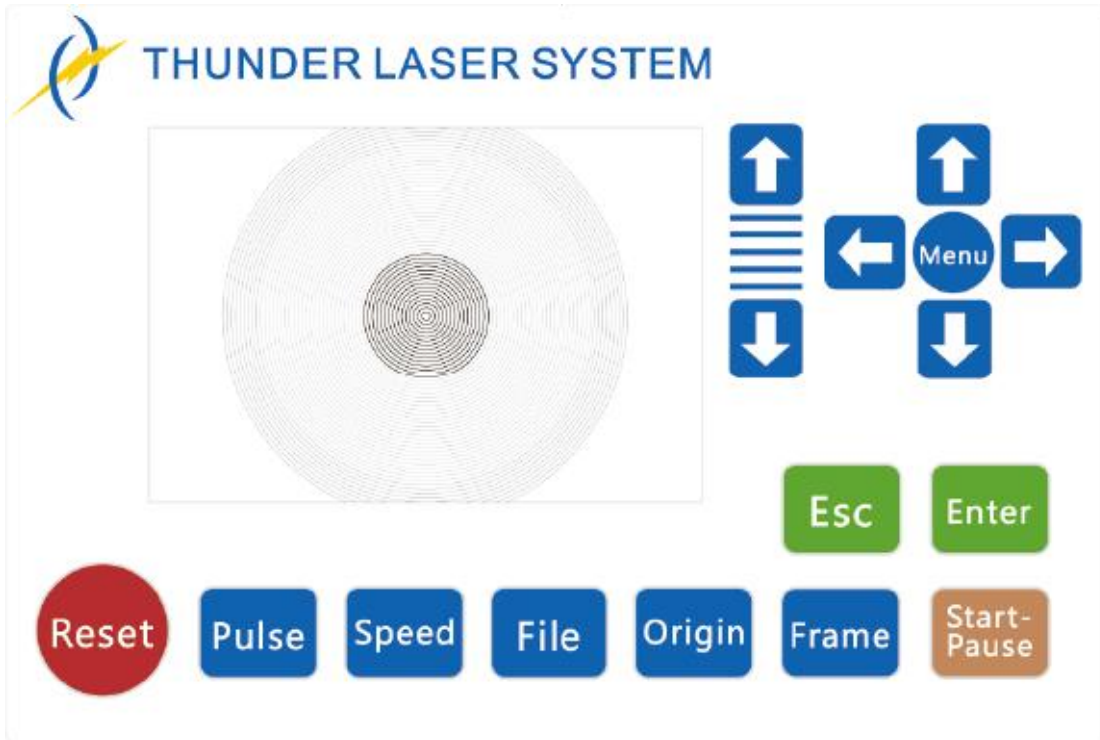 THUNDER LASER SYSTEM
Menu
Esc
Enter
Reset
Pulse
Speed
File
Origin
Frame
Start-
Pause